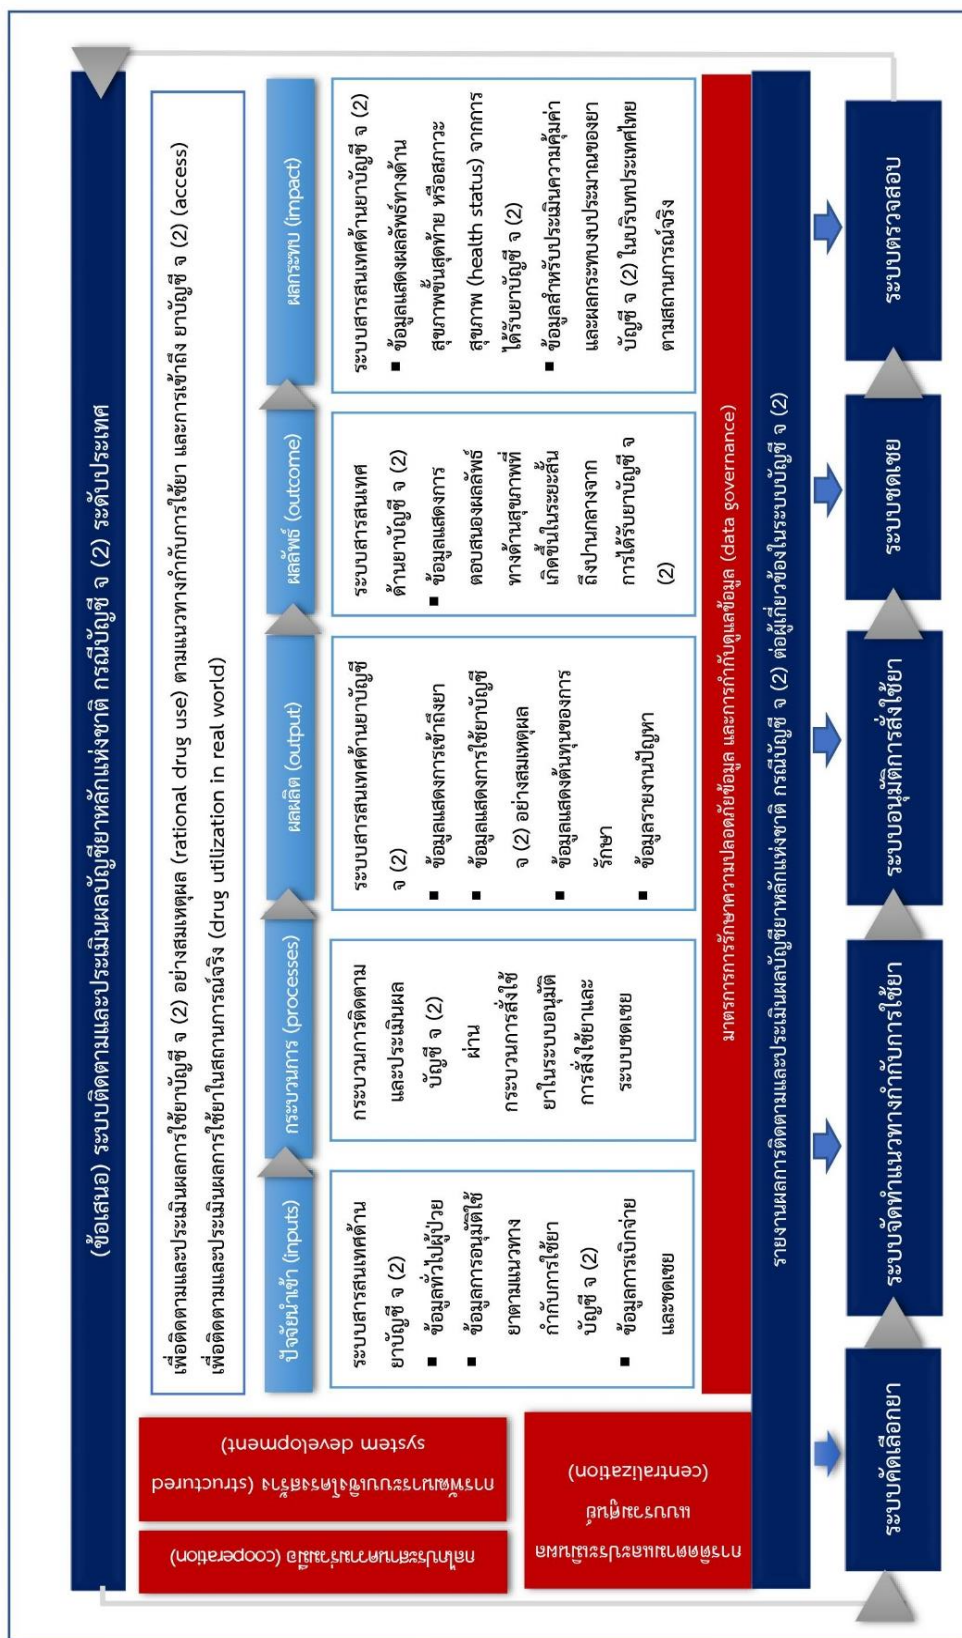 (ข้อเสนอ) ระบบติดตามและประเมินผลบัญชียาหลักแห่งชาติ กรณีบัญชี จ (2) ระดับประเทศ
เพื่อติดตามและประเมินผลการใช้ยาบัญชี จ (2) อย่างสมเหตุผล (rational drug use) ตามแนวทางกำกับการใช้ยา และการเข้าถึง ยาบัญชี จ (2) (access)
เพื่อติดตามและประเมินผลการใช้ยาในสถานการณ์จริง (drug utilization in real world)
กลไกประสานความร่วมมือ (cooperation)
การพัฒนาระบบเชิงโครงสร้าง (structured
system development)
การติดตามและประเมินผล
แบบรวมศูนย์
(centralization)
ปัจจัยนำเข้า (inputs)
ระบบสารสนเทศด้าน
ยาบัญชี จ (2)
▪ ข้อมูลทั่วไปผู้ป่วย
▪ ข้อมูลการอนุมัติใช้
ยาตามแนวทาง
กำกับการใช้ยา
บัญชี จ (2)
▪ ข้อมูลการเบิกจ่าย
และชดเชย
กระบวนการ (processes)
กระบวนการติดตาม
และประเมินผล
บัญชี จ (2)
ผ่าน
กระบวนการสั่งใช้
ยาในระบบอนุมัติ
การสั่งใช้ยาและ
ระบบชดเชย
ผลผลิต (output)
ระบบสารสนเทศด้านยาบัญชี
จ (2)
▪ ข้อมูลแสดงการเข้าถึงยา
▪ ข้อมูลแสดงการใช้ยาบัญชี
จ (2) อย่างสมเหตุผล
▪ ข้อมูลแสดงต้นทุนของการ
รักษา
▪ ข้อมูลรายงานปัญหา
ผลลัพธ์ (outcome)
ระบบสารสนเทศ
ด้านยาบัญชี จ (2)
▪ ข้อมูลแสดงการ
ตอบสนองผลลัพธ์
ทางด้านสุขภาพที่
เกิดขึ้นในระยะสั้น
ถึงปานกลางจาก
การได้รับยาบัญชี จ
(2)
ผลกระทบ (impact)
ระบบสารสนเทศด้านยาบัญชี จ (2)
▪ ข้อมูลแสดงผลลัพธ์ทางด้าน
สุขภาพขั้นสุดท้าย หรือสภาวะ
สุขภาพ (health status) จากการ
ได้รับยาบัญชี จ (2)
▪ ข้อมูลสำหรับประเมินความคุ้มค่า
และผลกระทบงบประมาณของยา
บัญชี จ (2) ในบริบทประเทศไทย
ตามสถานการณ์จริง
มาตรการการรักษาความปลอดภัยข้อมูล และการกำกับดูแลข้อมูล (data governance)
รายงานผลการติดตามและประเมินผลบัญชียาหลักแห่งชาติ กรณีบัญชี จ (2) ต่อผู้เกี่ยวข้องในระบบบัญชี จ (2)
ระบบคัดเลือกยา
ระบบจัดทำแนวทางกำกับการใช้ยา
ระบบอนุมัติการสั่งใช้ยา
ระบบชดเชย
ระบบตรวจสอบ